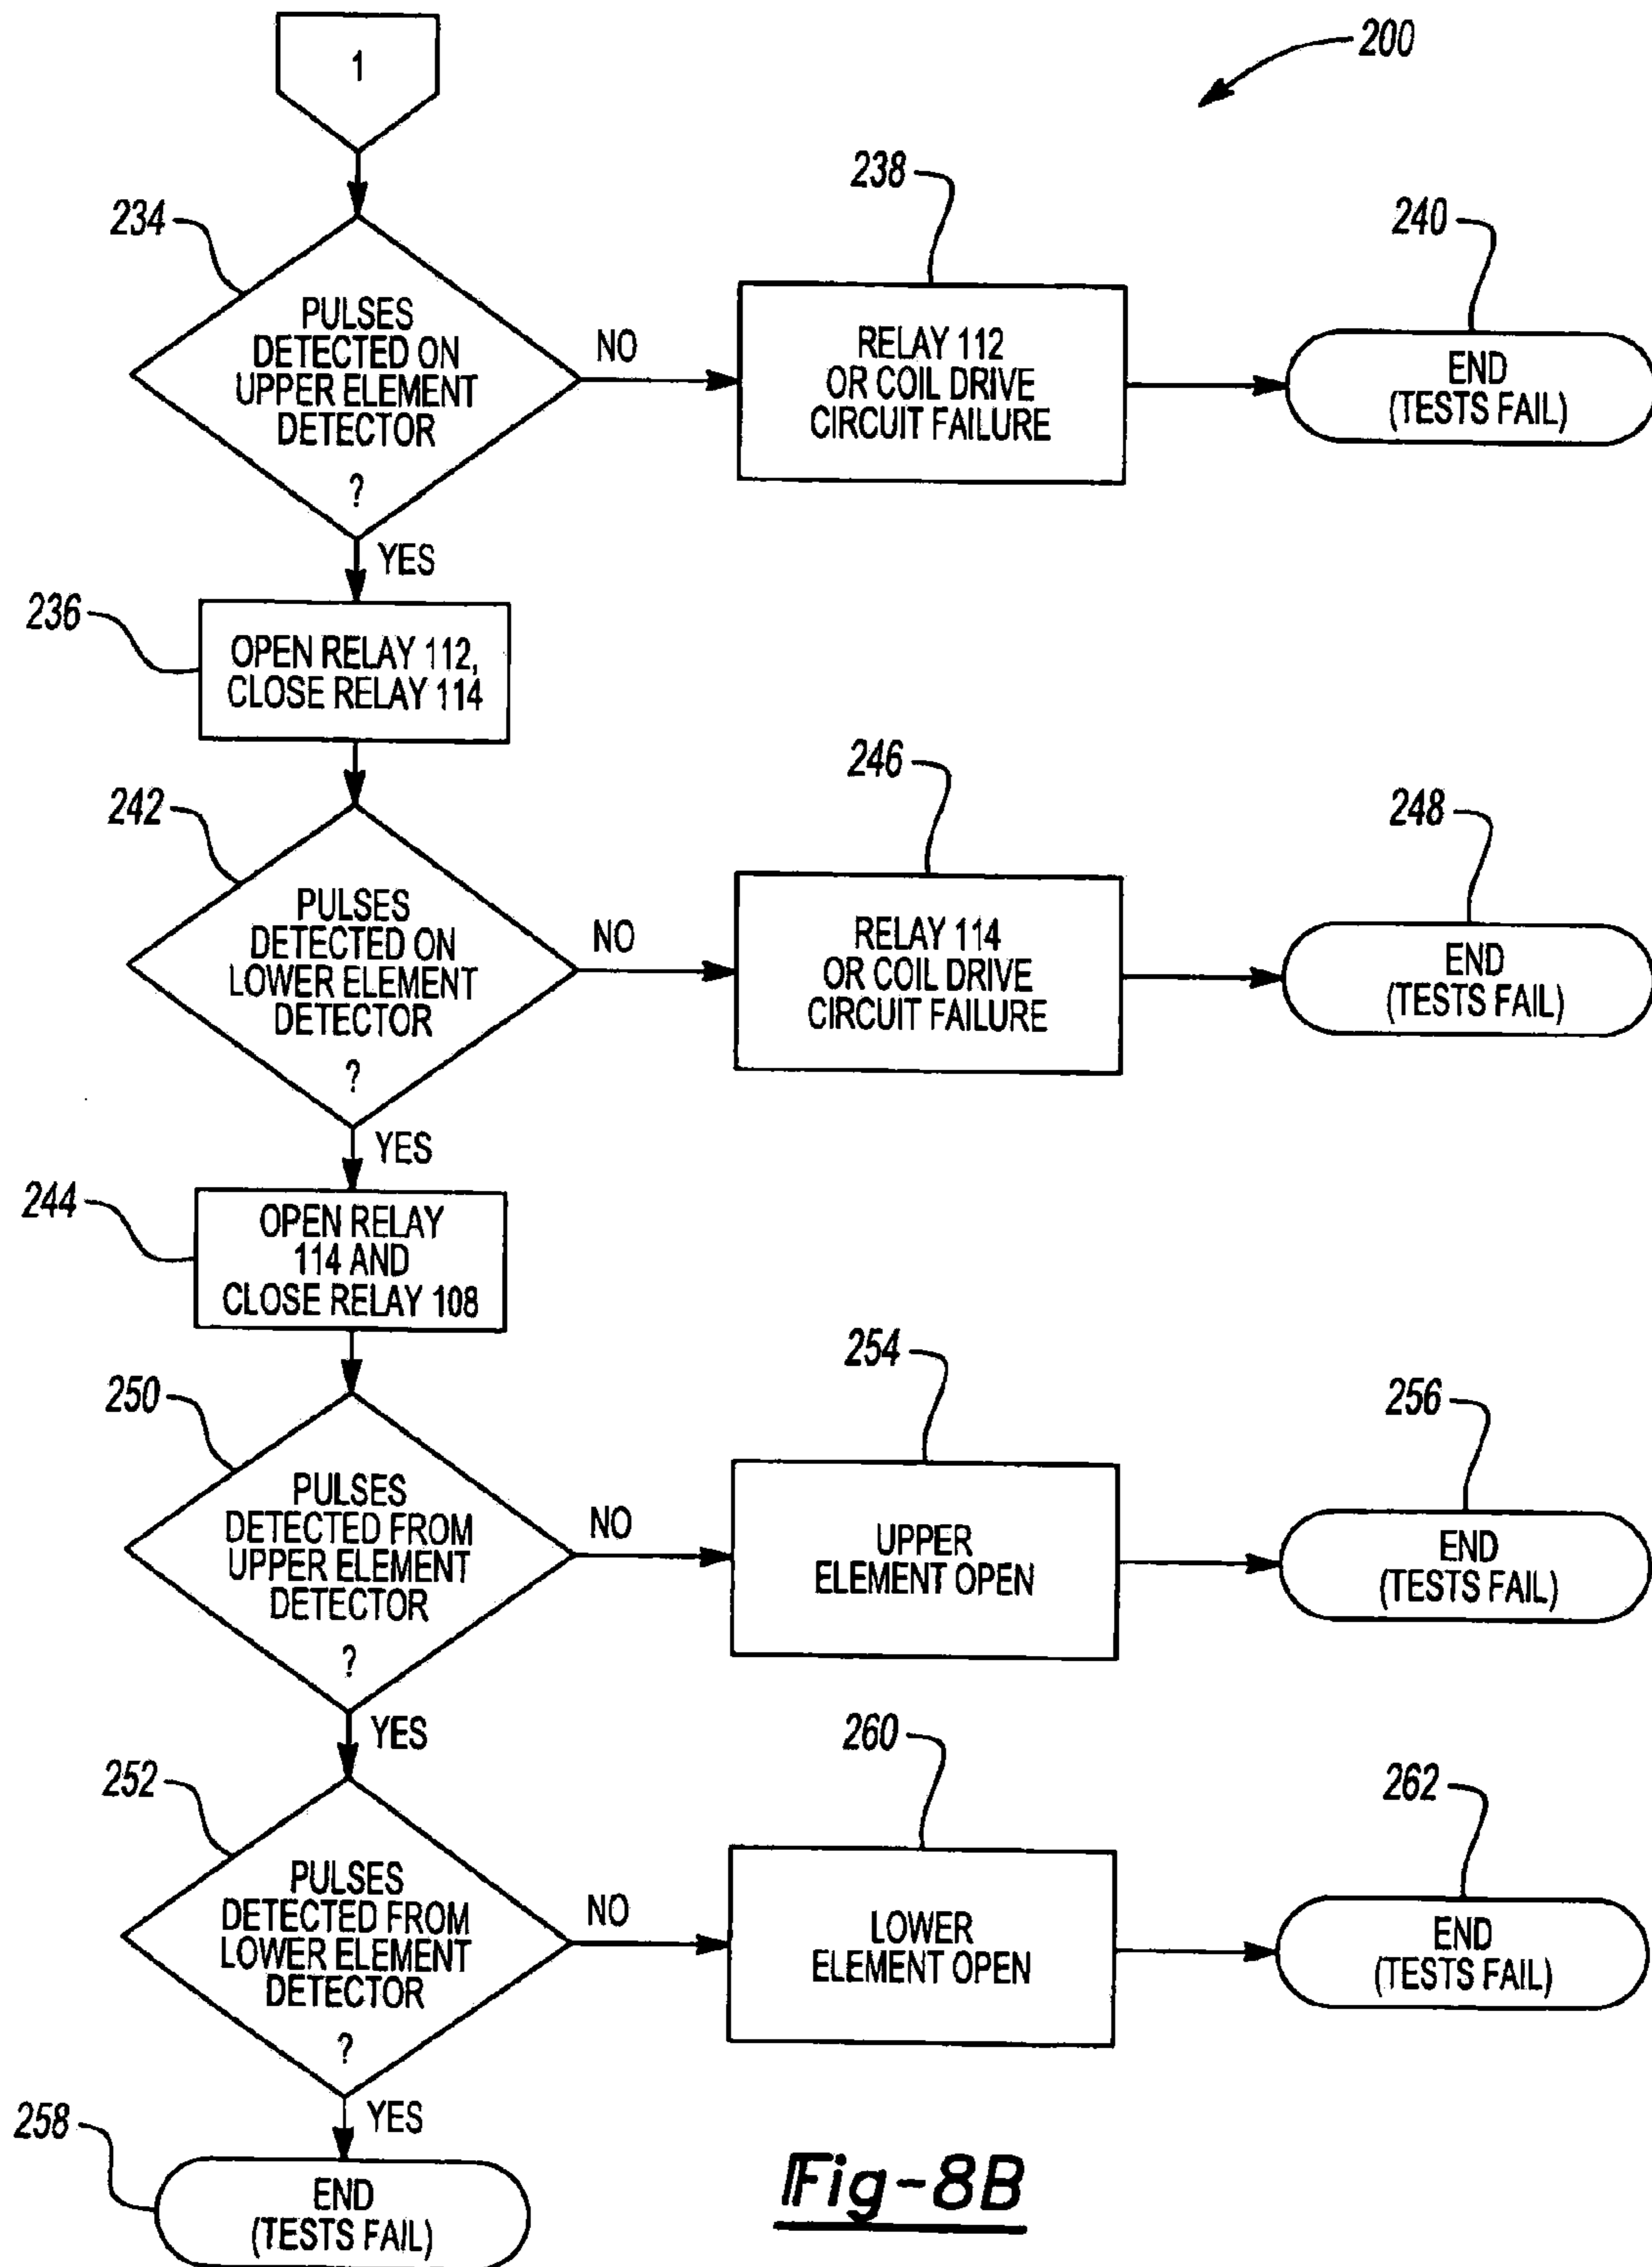 1
200
234
PULSES
DETECTED ON
UPPER ELEMENT
DETECTOR
?
NO
238
RELAY 112
OR COIL DRIVE
CIRCUIT FAILURE
240
END
(TESTS FAIL)
YES
236
OPEN RELAY 112,
CLOSE RELAY 114
242
PULSES
DETECTED ON
LOWER ELEMENT
DETECTOR
?
NO
246
RELAY 114
OR COIL DRIVE
CIRCUIT FAILURE
248
END
(TESTS FAIL)
YES
244
OPEN RELAY
114 AND
CLOSE RELAY 108
250
PULSES
DETECTED FROM
UPPER ELEMENT
DETECTOR
?
NO
254
UPPER
ELEMENT OPEN
256
END
(TESTS FAIL)
YES
252
PULSES
DETECTED FROM
LOWER ELEMENT
DETECTOR
?
NO
260
LOWER
ELEMENT OPEN
262
END
(TESTS FAIL)
YES
258
END
(TESTS FAIL)
Fig-8B